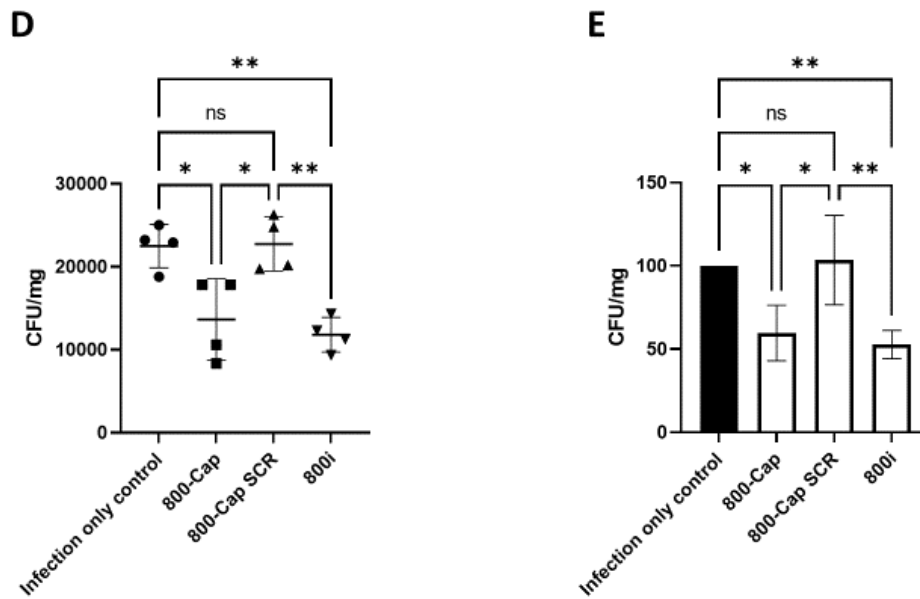 D
**
ns
* * **
30000
20000
10000
0
CFU/mg
Infection only control
800-Cap
800-Cap SCR
800i
E
**
ns
* * **
150
100
50
0
CFU/mg
Infection only control
800-Cap
800-Cap SCR
800i